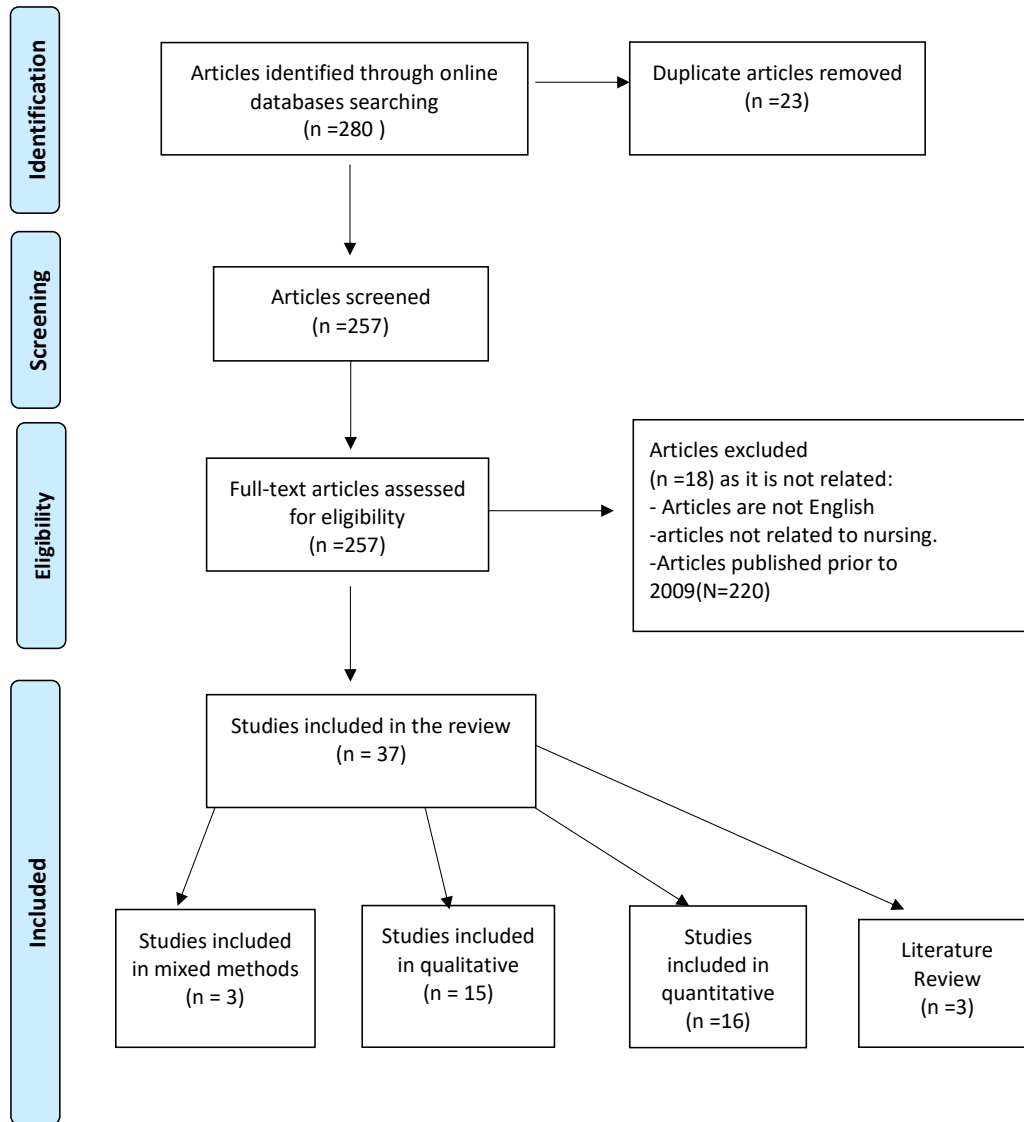 Identification
Articles identified through online
databases searching
(n =280 )
Duplicate articles removed
(n =23)
Screening
Articles screened
(n =257)
Eligibility
Full-text articles assessed
for eligibility
(n =257)
Articles excluded
(n =18) as it is not related:
- Articles are not English
-articles not related to nursing.
-Articles published prior to
2009(N=220)
Included
Studies included in the review
(n = 37)
Studies included
in mixed methods
(n = 3)
Studies included
in qualitative
(n = 15)
Studies
included in
quantitative
(n =16)
Literature
Review
(n =3)